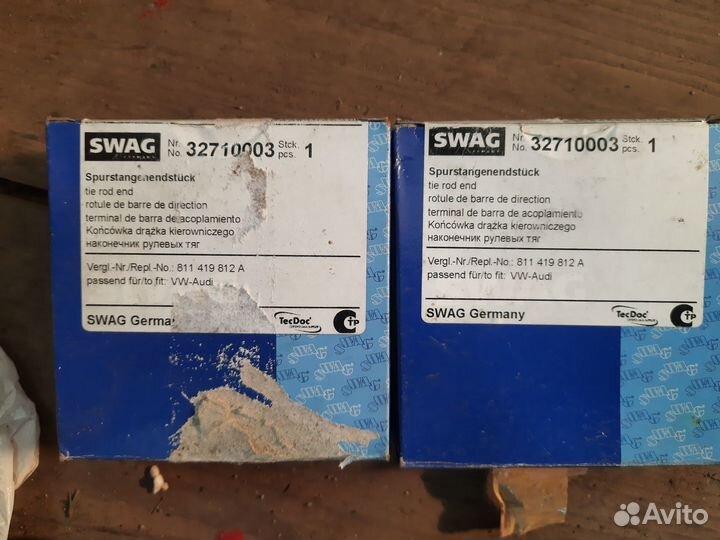 SWAG
GERMANY
Nr.
No. 32710003 Stck.
pcs. 1
Spurstangenendstück
tie rod end
rotule de barre de direction
terminal de barra de acoplamiento
Końcówka drążka kierowniczego
наконечник рулевых тяг
Vergl.-Nr./Repl.-No.: 811 419 812 A
passend für/to fit: VW-Audi
SWAG Germany
TecDoc
SWAG
Nr.
No. 32710003 Stck.
pcs. 1
Spurstangenendstück
tie rod end
rotule de barre de direction
terminal de barra de acoplamiento
Końcówka drążka kierowniczego
наконечник рулевых тяг
Vergl.-Nr./Repl.-No.: 811 419 812 A
passend für/to fit: VW-Audi
SWAG Germany
TecDoc
CTP
Avito